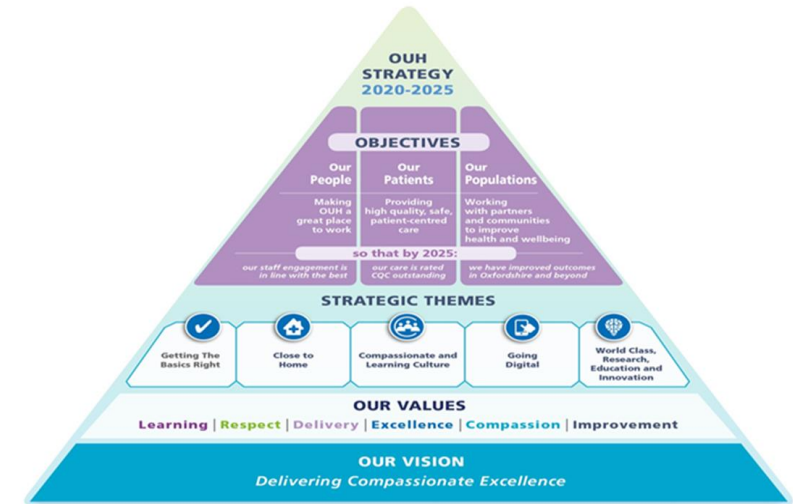 OUH
STRATEGY
2020-2025
OBJECTIVES
Our
People
Making
OUH a
great place
to work
Our
Patients
Providing
high quality, safe,
patient-centred
care
Our
Populations
Working
with partners
and communities
to improve
health and wellbeing
so that by 2025:
our staff engagement is
in line with the best
our care is rated
CQC outstanding
we have improved outcomes
in Oxfordshire and beyond
STRATEGIC THEMES
Getting The
Basics Right
Close to
Home
Compassionate and
Learning Culture
Going
Digital
World Class,
Research,
Education and
Innovation
OUR VALUES
Learning | Respect | Delivery | Excellence | Compassion | Improvement
OUR VISION
Delivering Compassionate Excellence